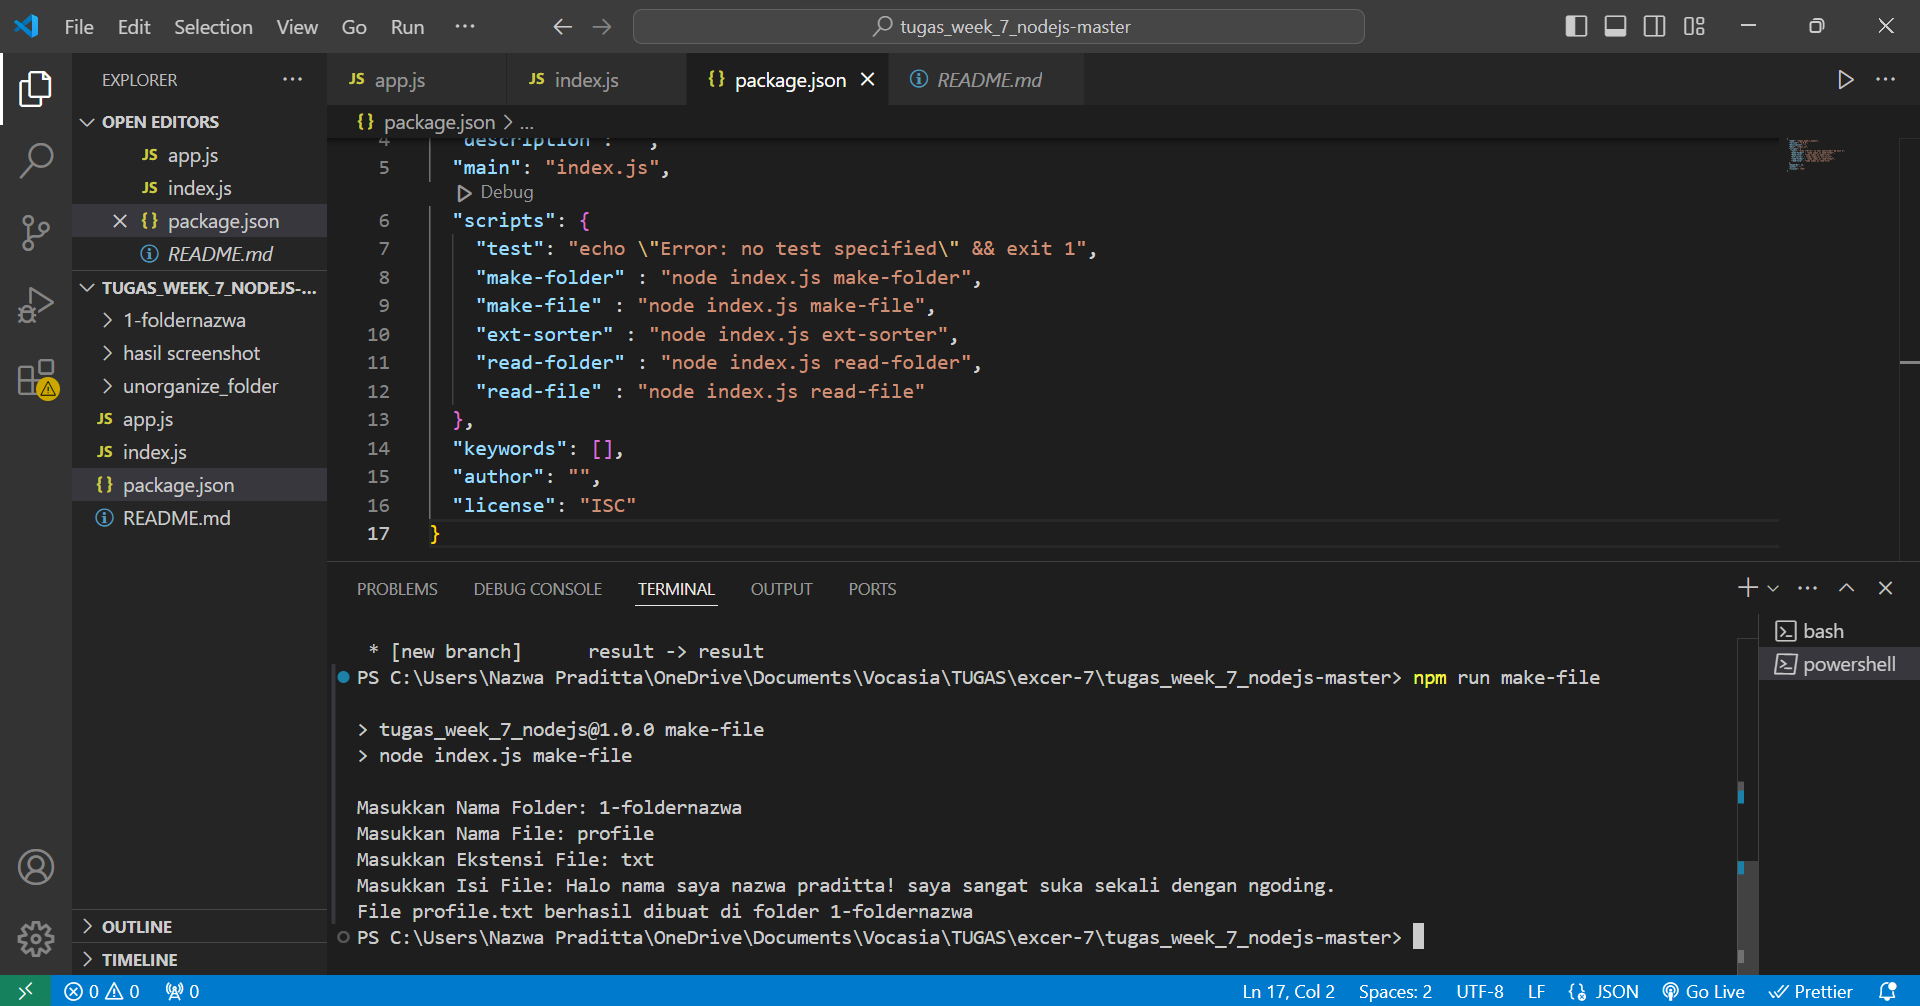 File Edit Selection View Go Run ···
tugas_week_7_nodejs-master
EXPLORER
OPEN EDITORS
JS app.js
JS index.js
{} package.json
README.md
TUGAS_WEEK_7_NODEJS-...
1-foldernazwa
hasil screenshot
unorganize_folder
JS app.js
JS index.js
{} package.json
README.md
OUTLINE
TIMELINE
JS app.js JS index.js {} package.json README.md
{} package.json > ...
4 "description": "",
5 "main": "index.js",
Debug
6 "scripts": {
7 "test": "echo \"Error: no test specified\" && exit 1",
8 "make-folder" : "node index.js make-folder",
9 "make-file" : "node index.js make-file",
10 "ext-sorter" : "node index.js ext-sorter",
11 "read-folder" : "node index.js read-folder",
12 "read-file" : "node index.js read-file"
13 },
14 "keywords": [],
15 "author": "",
16 "license": "ISC"
17 }
PROBLEMS DEBUG CONSOLE TERMINAL OUTPUT PORTS
bash
powershell
* [new branch] result -> result
PS C:\Users\Nazwa Praditta\OneDrive\Documents\Vocasia\TUGAS\excer-7\tugas_week_7_nodejs-master> npm run make-file
> tugas_week_7_nodejs@1.0.0 make-file
> node index.js make-file
Masukkan Nama Folder: 1-foldernazwa
Masukkan Nama File: profile
Masukkan Ekstensi File: txt
Masukkan Isi File: Halo nama saya nazwa praditta! saya sangat suka sekali dengan ngoding.
File profile.txt berhasil dibuat di folder 1-foldernazwa
PS C:\Users\Nazwa Praditta\OneDrive\Documents\Vocasia\TUGAS\excer-7\tugas_week_7_nodejs-master>
0 0 0 Ln 17, Col 2 Spaces: 2 UTF-8 LF {} JSON Go Live Prettier